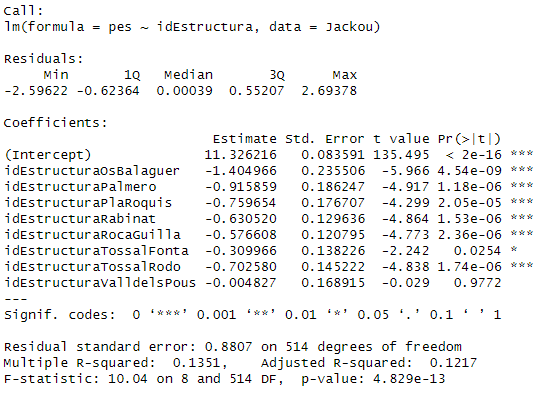 Call:
lm(formula = pes ~ idEstructura, data = Jackou)
Residuals:
Min 1Q Median 3Q Max
-2.59622 -0.62364 0.00039 0.55207 2.69378
Coefficients:
Estimate Std. Error t value Pr(>|t|)
(Intercept) 11.326216 0.083591 135.495 < 2e-16 ***
idEstructuraOsBalaguer -1.404966 0.235506 -5.966 4.54e-09 ***
idEstructuraPalmero -0.915859 0.186247 -4.917 1.18e-06 ***
idEstructuraPlaRoquis -0.759654 0.176707 -4.299 2.05e-05 ***
idEstructuraRabinat -0.630520 0.129636 -4.864 1.53e-06 ***
idEstructuraRocaGuilla -0.576608 0.120795 -4.773 2.36e-06 ***
idEstructuraTossalFonta -0.309966 0.138226 -2.242 0.0254 *
idEstructuraTossalRodo -0.702580 0.145222 -4.838 1.74e-06 ***
idEstructuraValldelsPous -0.004827 0.168915 -0.029 0.9772
---
Signif. codes: 0 ‘***’ 0.001 ‘**’ 0.01 ‘*’ 0.05 ‘.’ 0.1 ‘ ’ 1
Residual standard error: 0.8807 on 514 degrees of freedom
Multiple R-squared: 0.1351, Adjusted R-squared: 0.1217
F-statistic: 10.04 on 8 and 514 DF, p-value: 4.829e-13